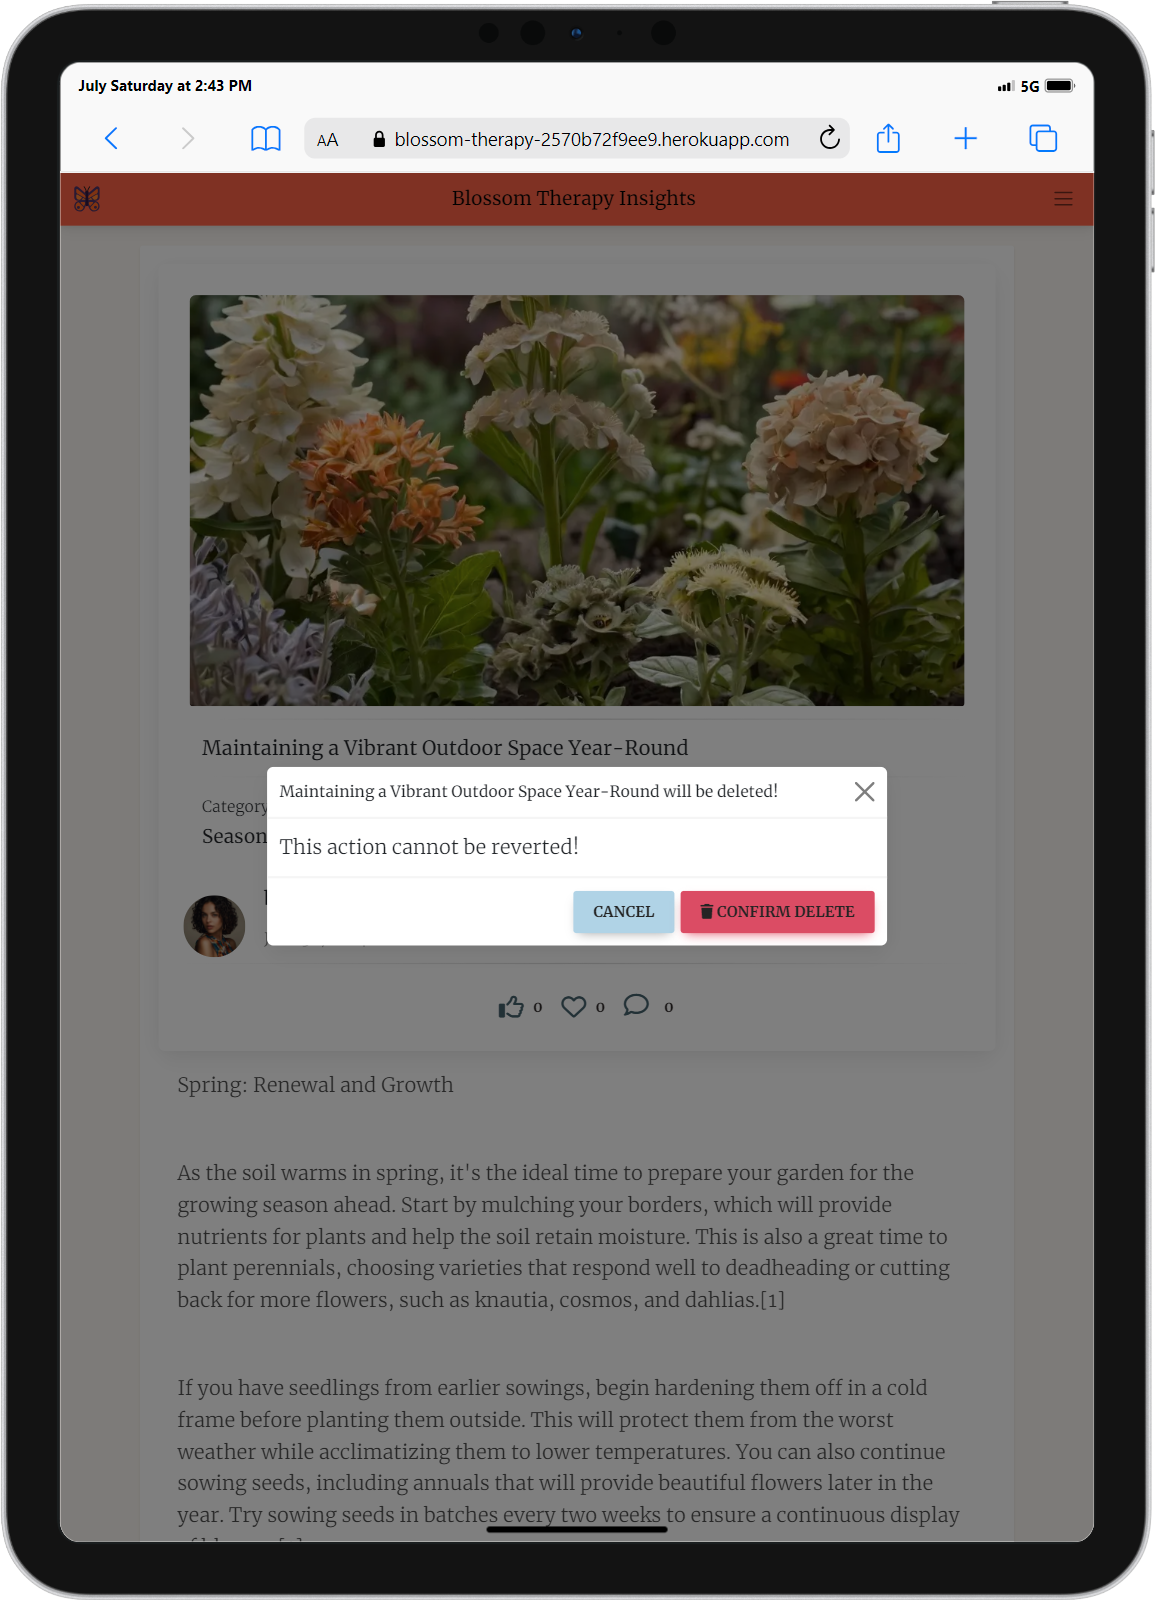 July Saturday at 2:43 PM
5G
AA
blossom-therapy-2570b72f9ee9.herokuapp.com
Blossom Therapy Insights
Maintaining a Vibrant Outdoor Space Year-Round
Maintaining a Vibrant Outdoor Space Year-Round will be deleted!
Category
Season
This action cannot be reverted!
CANCEL
CONFIRM DELETE
0 0 0
Spring: Renewal and Growth
As the soil warms in spring, it's the ideal time to prepare your garden for the
growing season ahead. Start by mulching your borders, which will provide
nutrients for plants and help the soil retain moisture. This is also a great time to
plant perennials, choosing varieties that respond well to deadheading or cutting
back for more flowers, such as knautia, cosmos, and dahlias.[1]
If you have seedlings from earlier sowings, begin hardening them off in a cold
frame before planting them outside. This will protect them from the worst
weather while acclimatizing them to lower temperatures. You can also continue
sowing seeds, including annuals that will provide beautiful flowers later in the
year. Try sowing seeds in batches every two weeks to ensure a continuous display